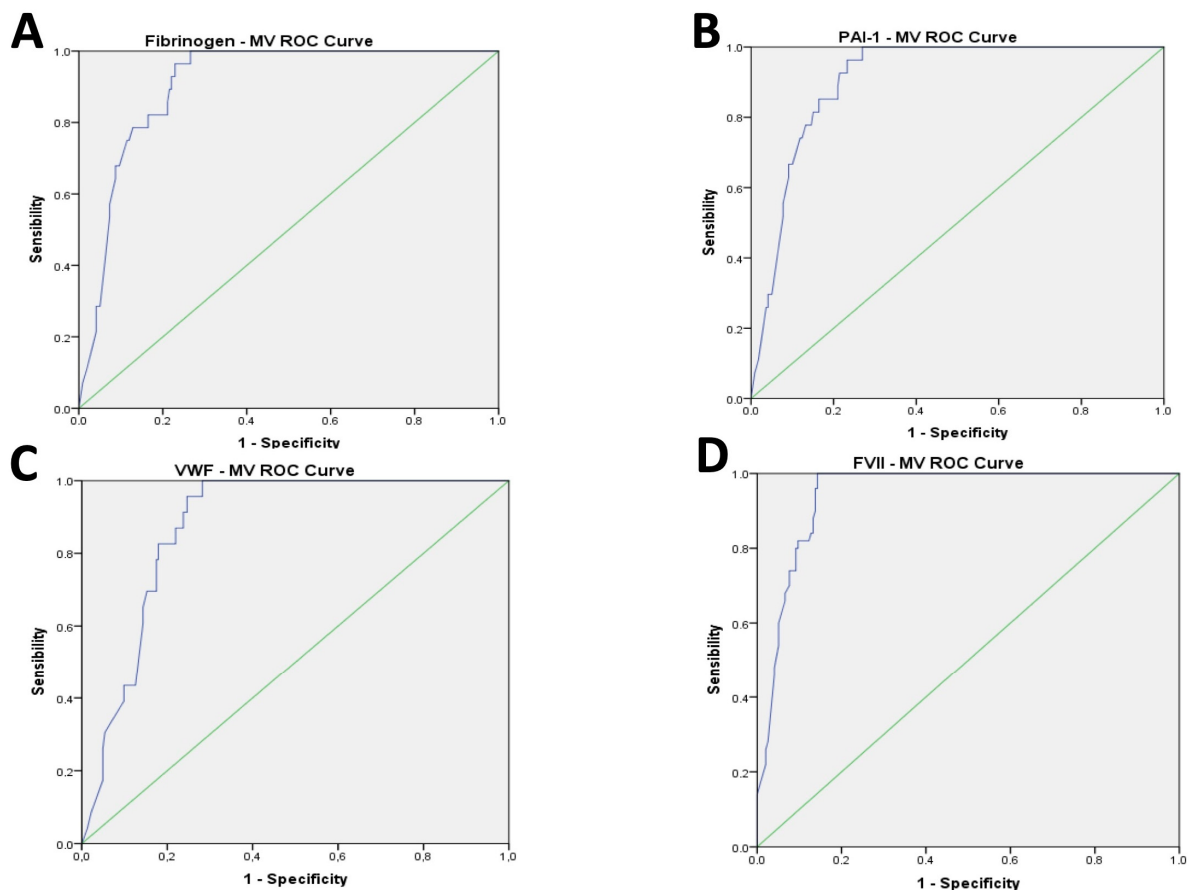 A
Fibrinogen - MV ROC Curve
1.0
0.8
0.6
0.4
0.2
0.0
Sensibility
0.0 0.2 0.4 0.6 0.8 1.0
1 - Specificity
B
PAI-1 - MV ROC Curve
1.0
0.8
0.6
0.4
0.2
0.0
Sensibility
0.0 0.2 0.4 0.6 0.8 1.0
1 - Specificity
C
VWF - MV ROC Curve
1.0
0.8
0.6
0.4
0.2
0.0
Sensibility
0,0 0,2 0,4 0,6 0,8 1,0
1 - Specificity
D
FVII - MV ROC Curve
1.0
0.8
0.6
0.4
0.2
0.0
Sensibility
0.0 0.2 0.4 0.6 0.8 1.0
1 - Specificity